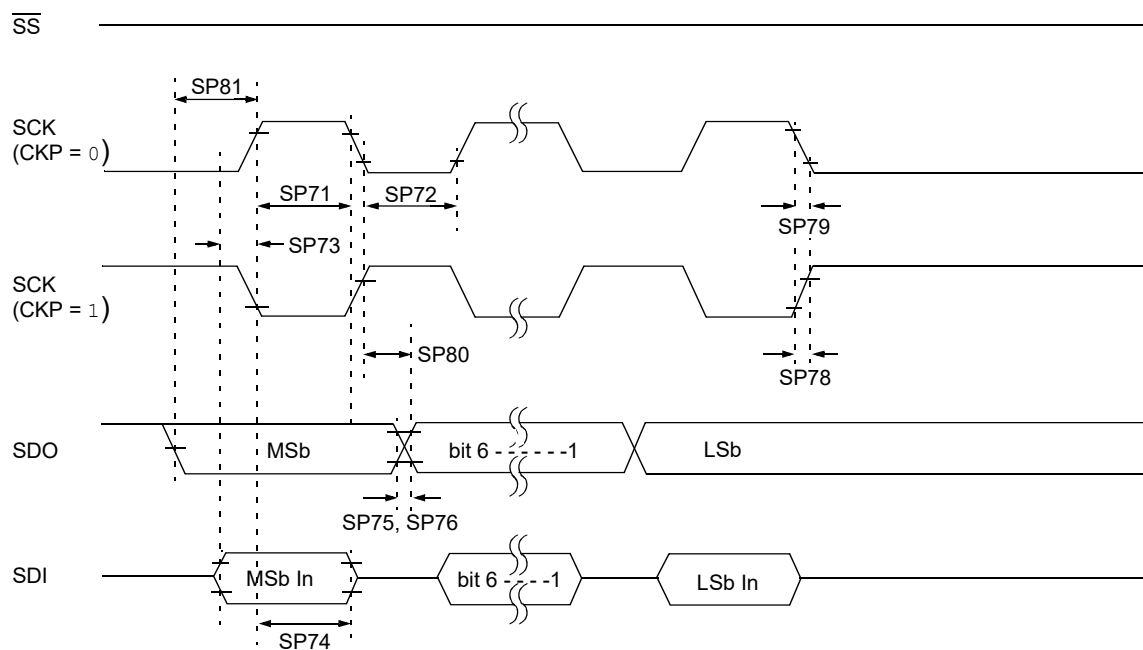 SS
SP81
SCK
(CKP = 0)
SP71
SP72
SP79
SP73
SCK
(CKP = 1)
SP80
SP78
SDO
MSb
bit 6 - - - - - - -1
LSb
SP75, SP76
SDI
MSb In
bit 6 - - - - - -1
LSb In
SP74